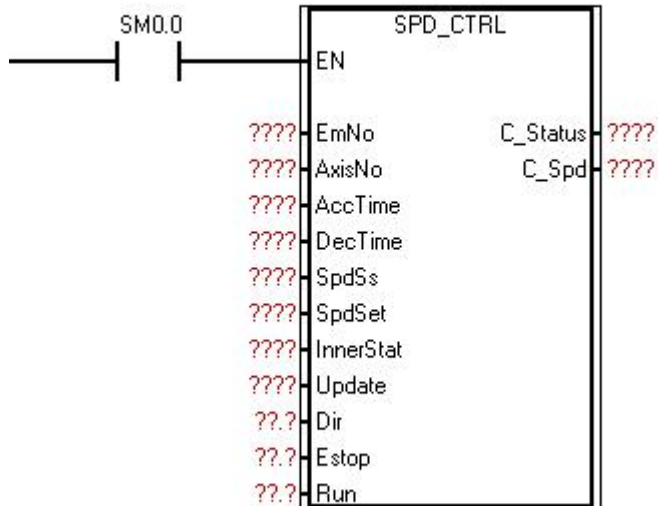 SM0.0 SPD_CTRL
EN
???? EmNo C_Status ????
???? AxisNo C_Spd ????
???? AccTime
???? DecTime
???? SpdSs
???? SpdSet
???? InnerStat
???? Update
??.? Dir
??.? Estop
??.? Run